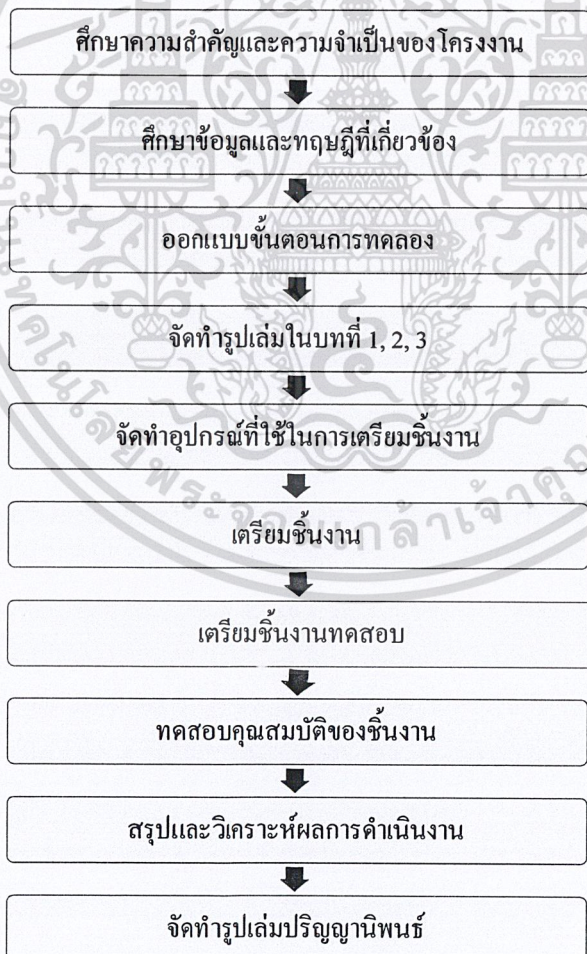 ศึกษาความสำคัญและความจำเป็นของโครงงาน
ศึกษาข้อมูลและทฤษฎีที่เกี่ยวข้อง
ออกแบบขั้นตอนการทดลอง
จัดทำรูปเล่มในบทที่ 1, 2, 3
จัดทำอุปกรณ์ที่ใช้ในการเตรียมชิ้นงาน
เตรียมชิ้นงาน
เตรียมชิ้นงานทดสอบ
ทดสอบคุณสมบัติของชิ้นงาน
สรุปและวิเคราะห์ผลการดำเนินงาน
จัดทำรูปเล่มปริญญานิพนธ์